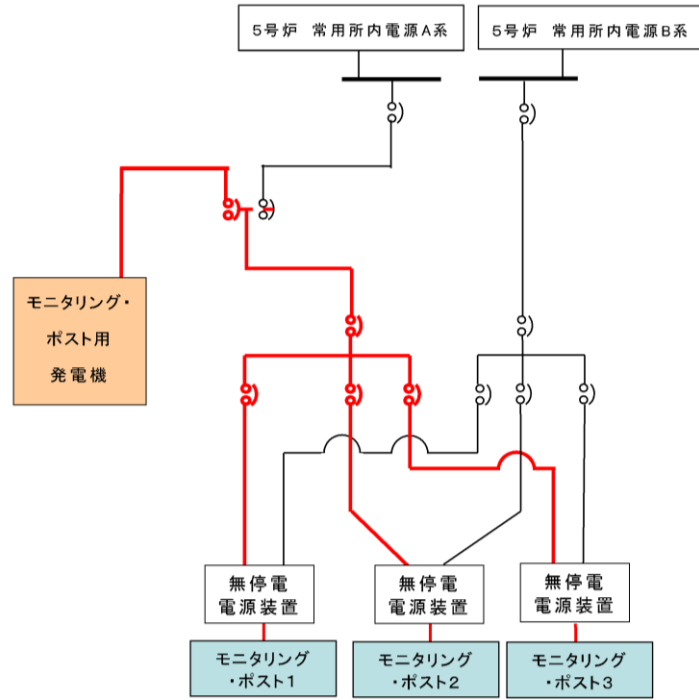 5号炉 常用所内電源A系
5号炉 常用所内電源B系
モニタリング・
ポスト用
発電機
無停電
電源装置
無停電
電源装置
無停電
電源装置
モニタリング
・ポスト1
モニタリング
・ポスト2
モニタリング
・ポスト3